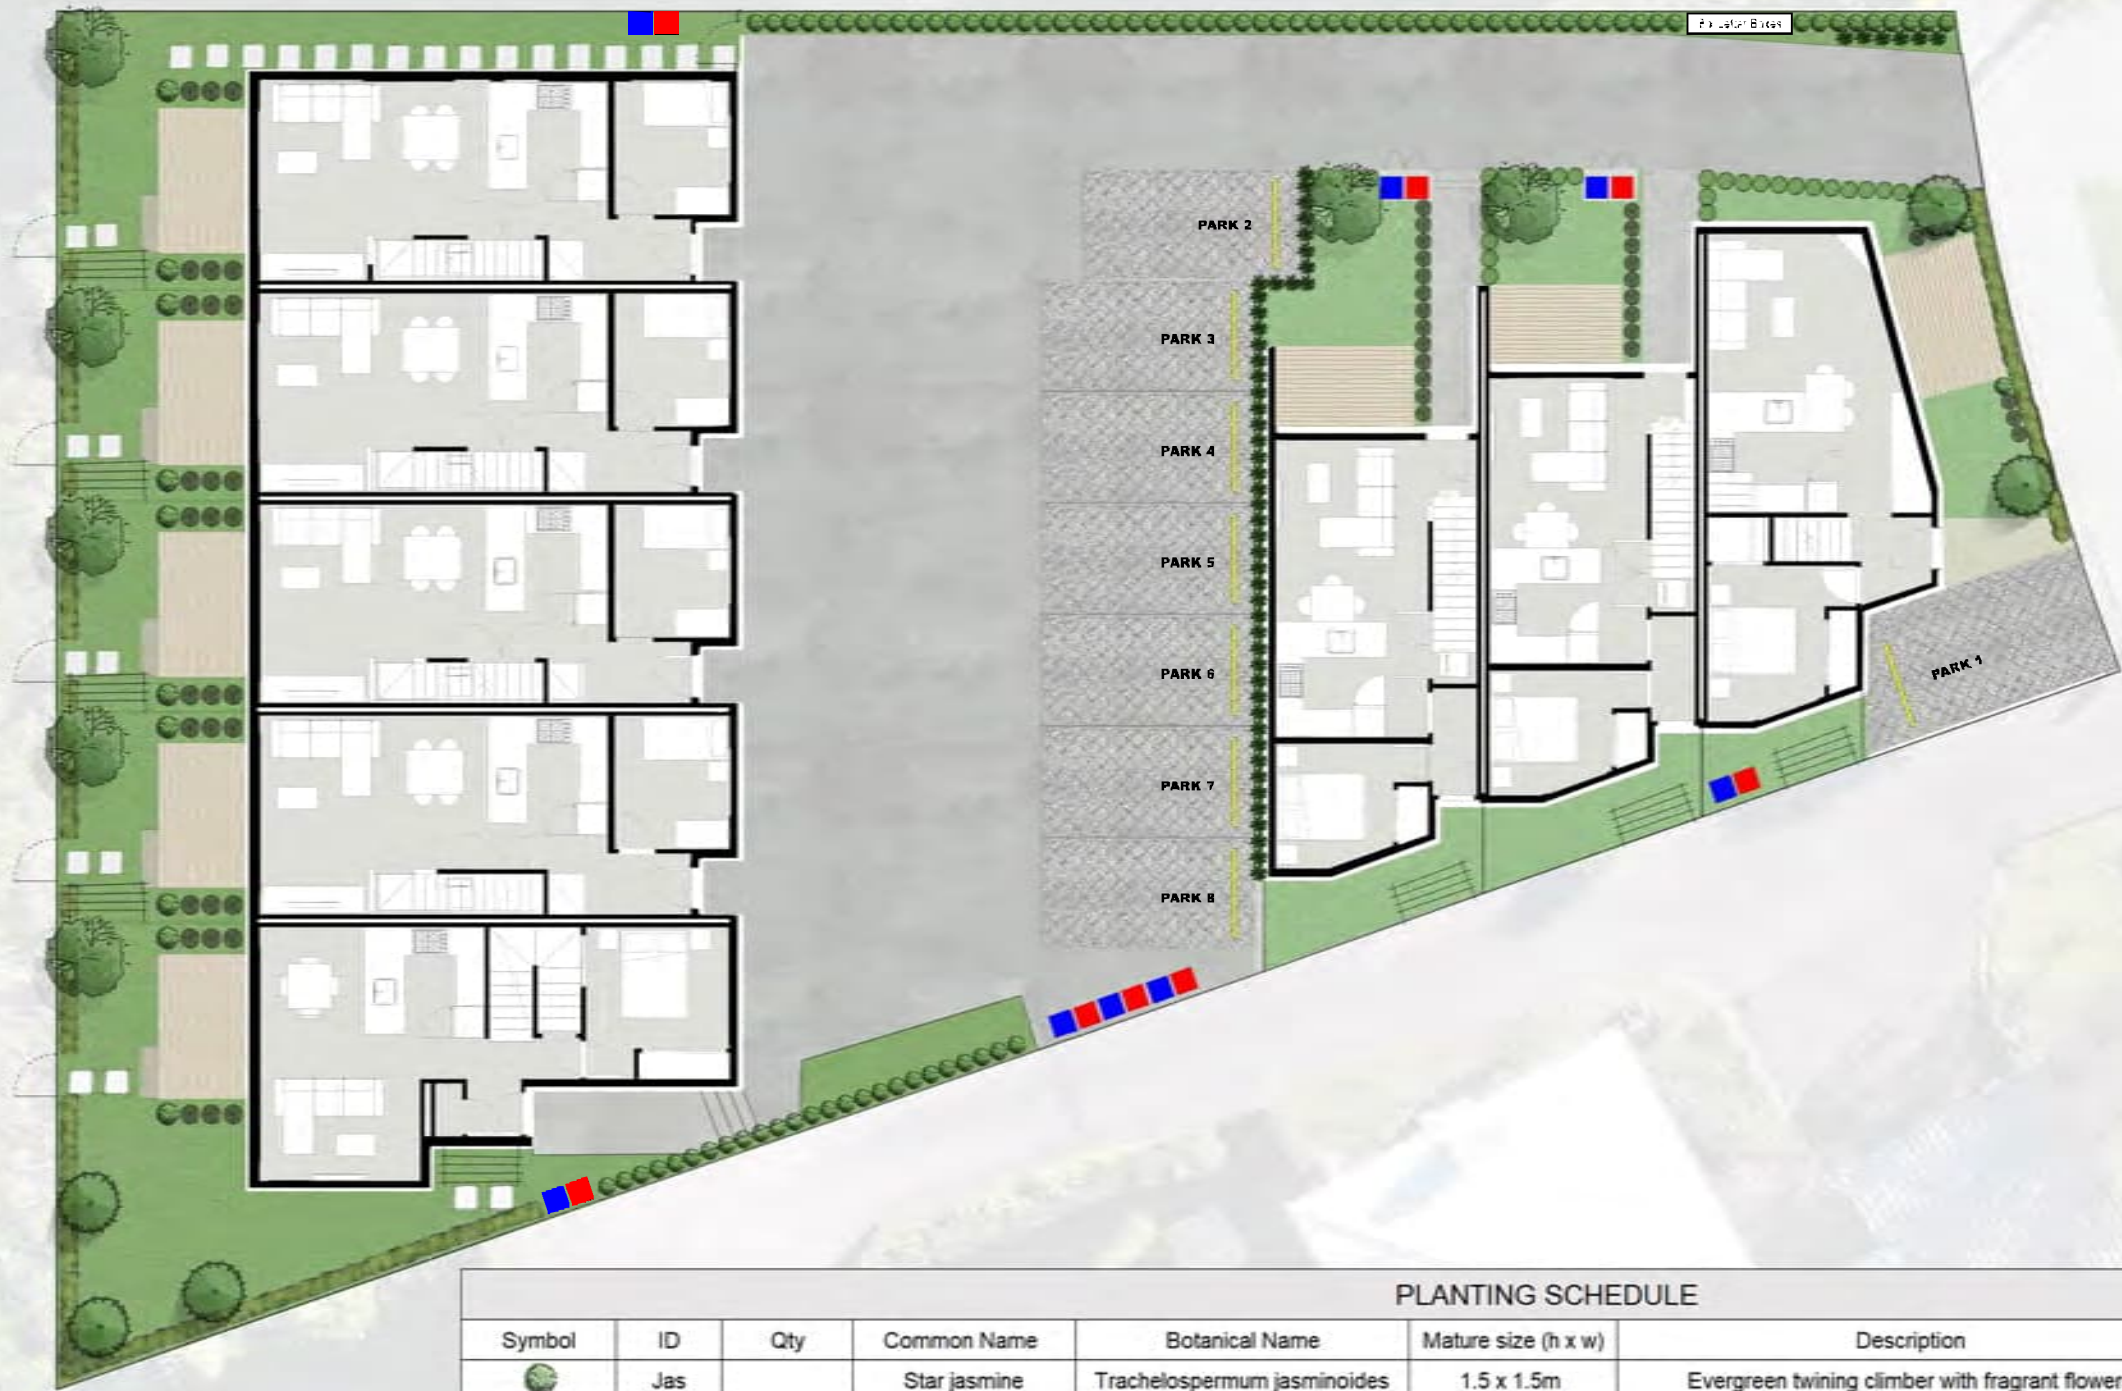 Letter Boxes
PARK 2
PARK 3
PARK 4
PARK 5
PARK 6
PARK 7
PARK 8
PARK 1
PLANTING SCHEDULE
Symbol ID Qty Common Name Botanical Name Mature size (h x w) Description
Jas Star jasmine Trachelospermum jasminoides 1.5 x 1.5m Evergreen twining climber with fragrant flower